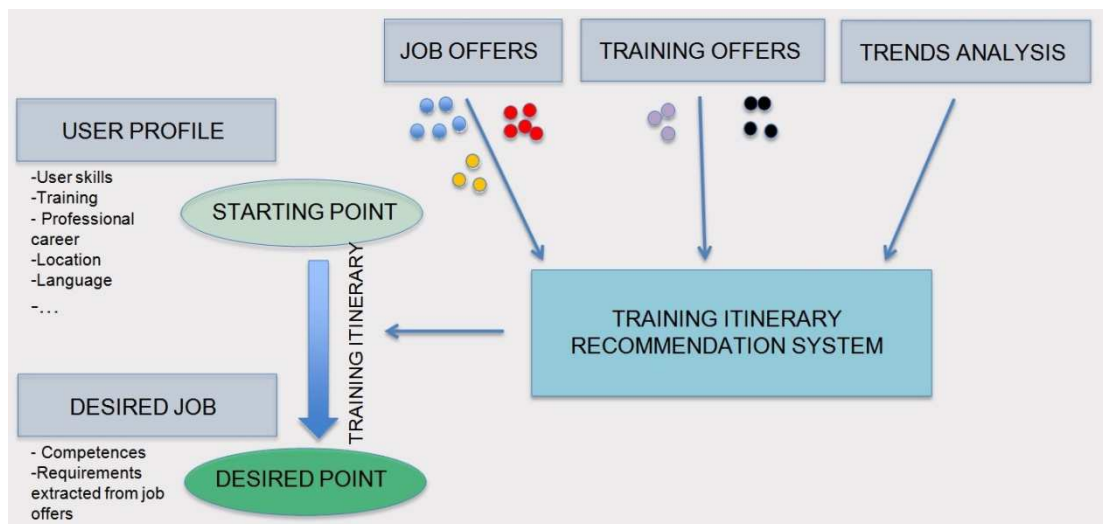 JOB OFFERS
TRAINING OFFERS
TRENDS ANALYSIS
USER PROFILE
-User skills
-Training
- Professional
career
-Location
-Language
-...
STARTING POINT
TRAINING ITINERARY
TRAINING ITINERARY
RECOMMENDATION SYSTEM
DESIRED JOB
- Competences
-Requirements
extracted from job
offers
DESIRED POINT